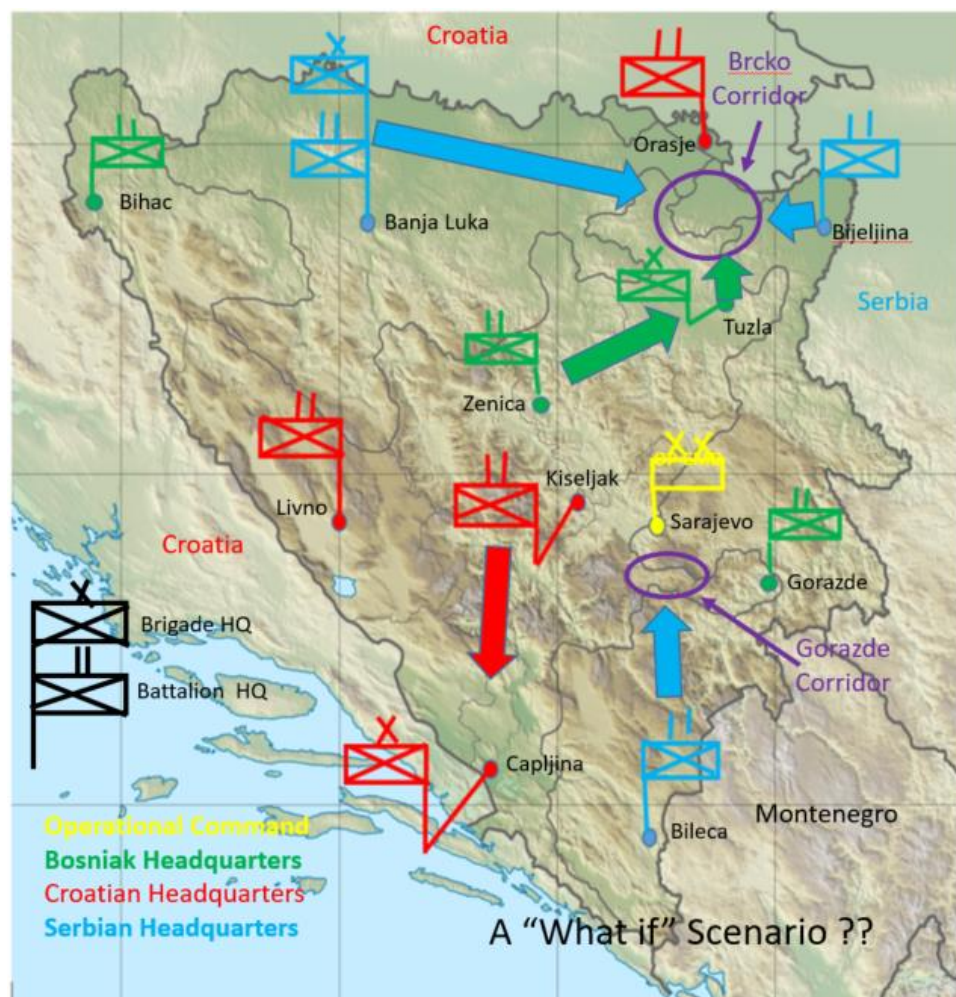 Croatia
Brcko
Corridor
Orasje
Bihac
Banja Luka
Bijeljina
Serbia
Tuzla
Zenica
Kiseljak
Livno
Sarajevo
Croatia
Gorazde
Brigade HQ
Gorazde
Corridor
Battalion HQ
Capljina
Montenegro
Operational Command
Bileca
Bosniak Headquarters
Croatian Headquarters
Serbian Headquarters
A “What if” Scenario ??